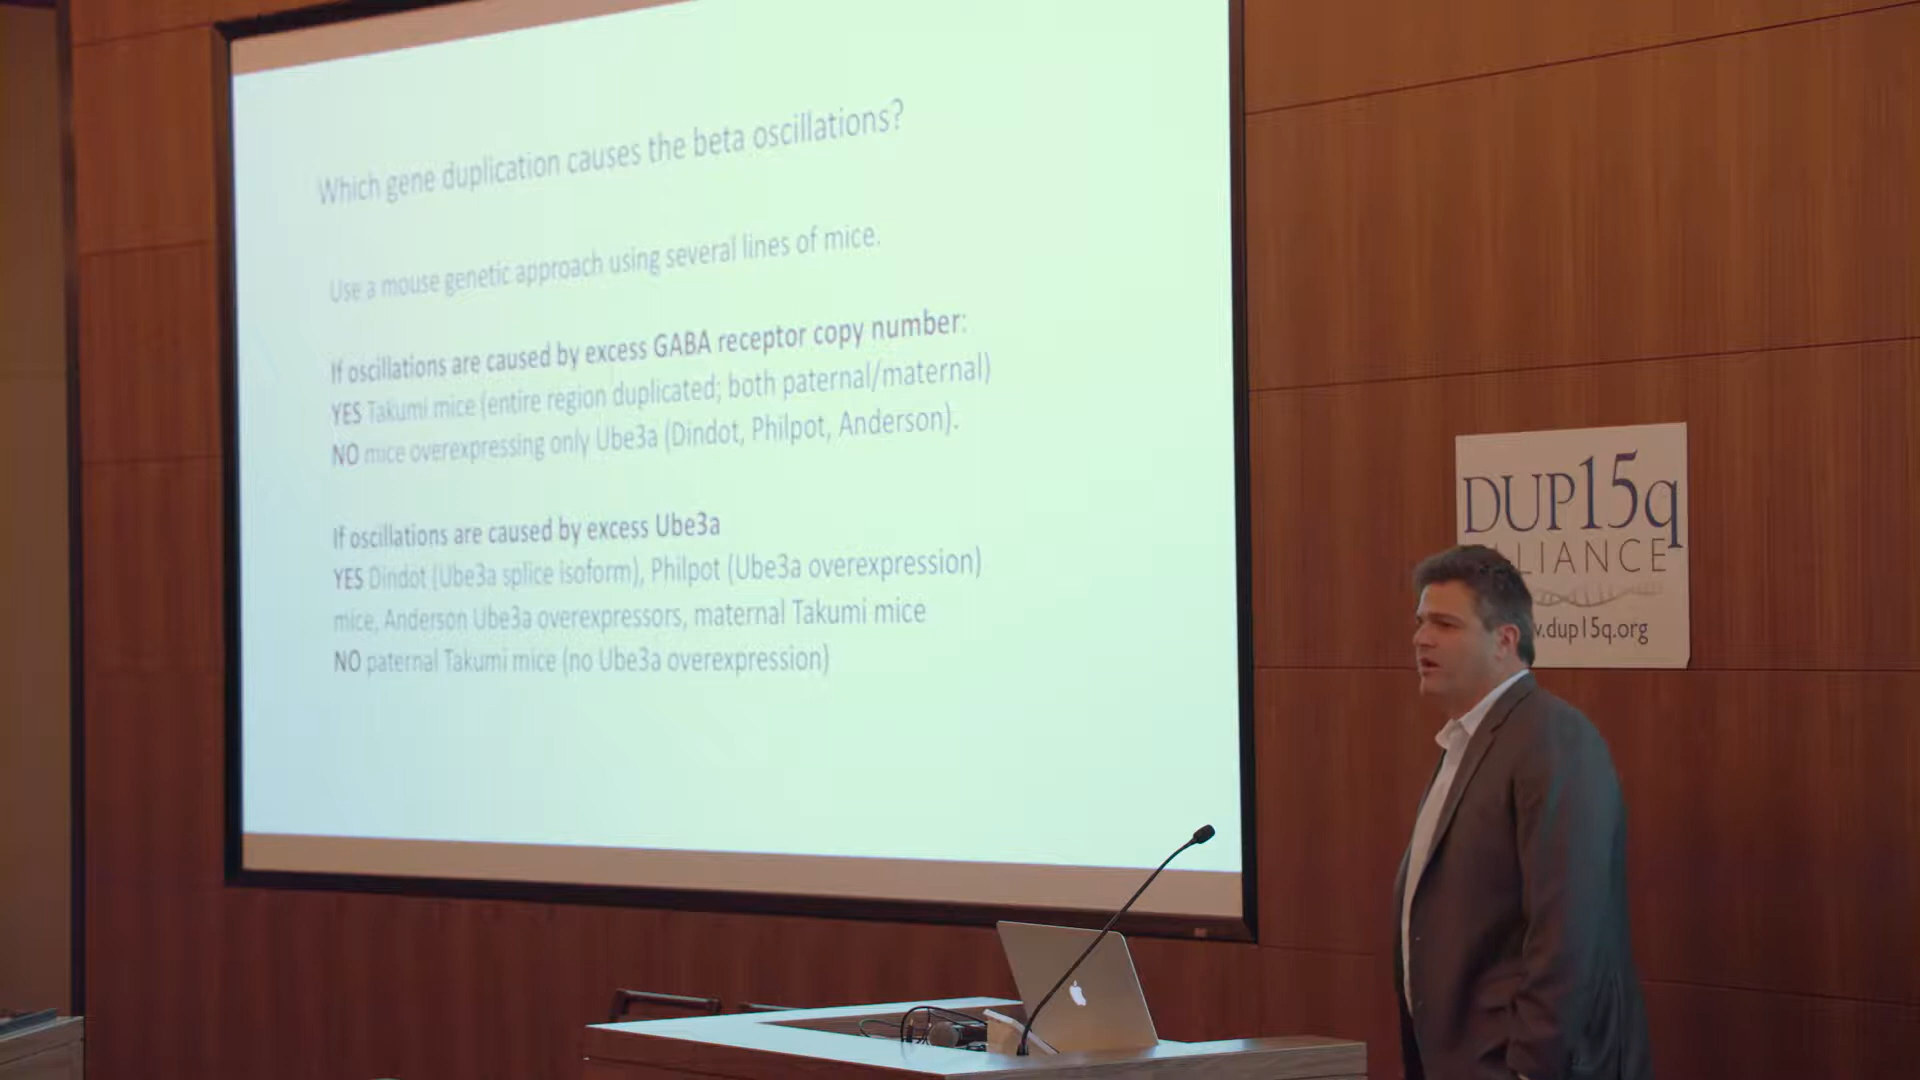 Which gene duplication causes the beta oscillations?
Use a mouse genetic approach using several lines of mice.
If oscillations are caused by excess GABA receptor copy number:
YES Takumi mice (entire region duplicated; both paternal/maternal)
NO mice overexpressing only Ube3a (Dindot, Philpot, Anderson).
If oscillations are caused by excess Ube3a
YES Dindot (Ube3a splice isoform), Philpot (Ube3a overexpression)
mice, Anderson Ube3a overexpressors, maternal Takumi mice
NO paternal Takumi mice (no Ube3a overexpression)
DUP15q
LIANCE
.dup15q.org